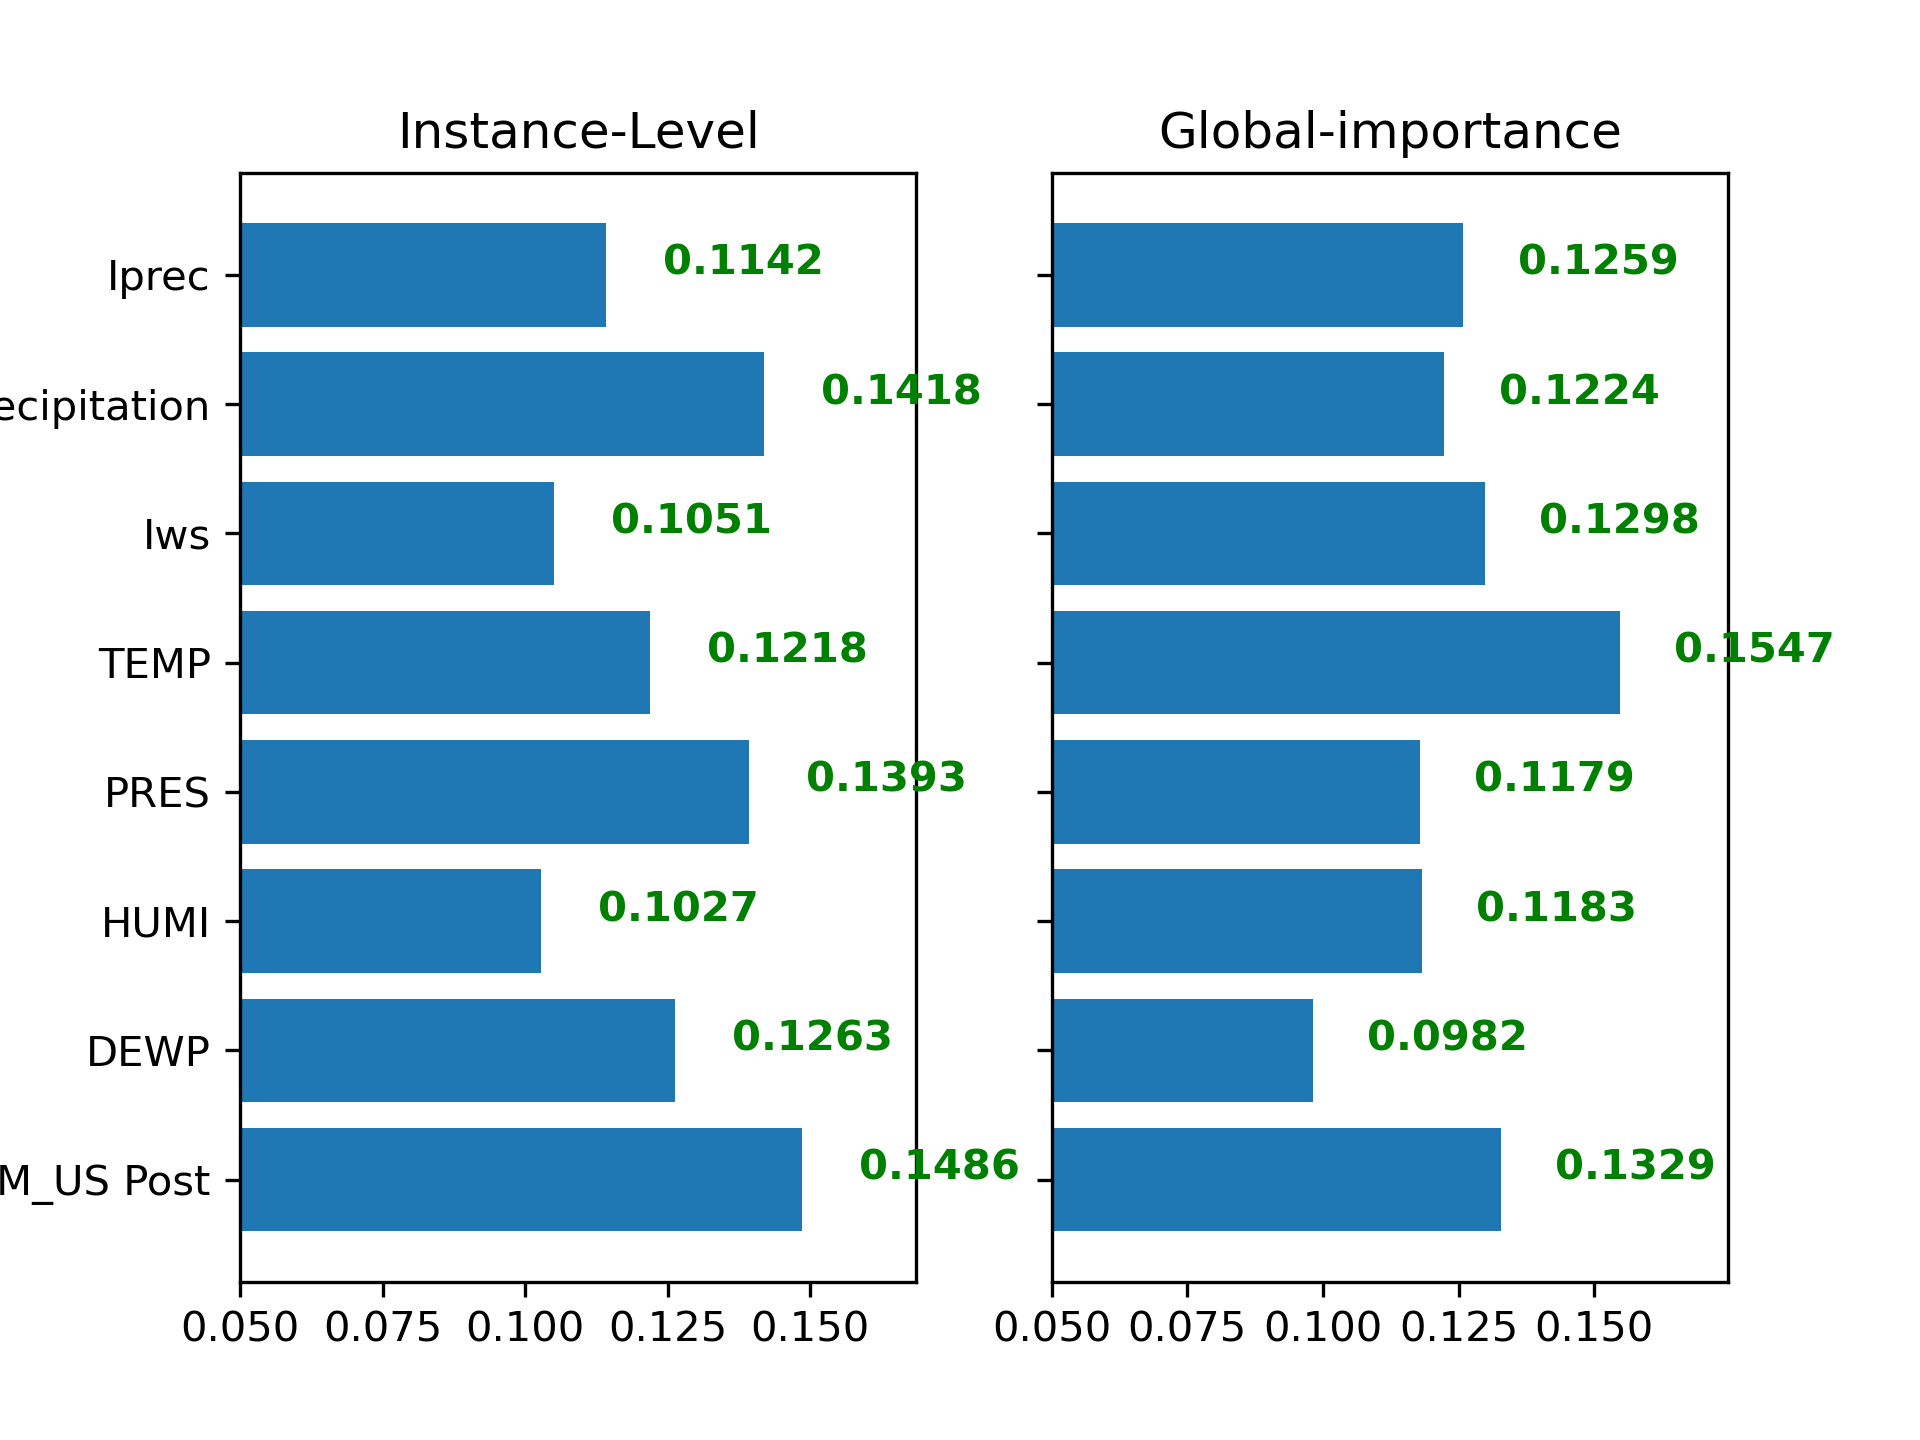 Instance-Level Global-importance
Iprec 0.1142 0.1259
ecipitation 0.1418 0.1224
Iws 0.1051 0.1298
TEMP 0.1218 0.1547
PRES 0.1393 0.1179
HUMI 0.1027 0.1183
DEWP 0.1263 0.0982
M_US Post 0.1486 0.1329
0.050 0.075 0.100 0.125 0.150 0.050 0.075 0.100 0.125 0.150